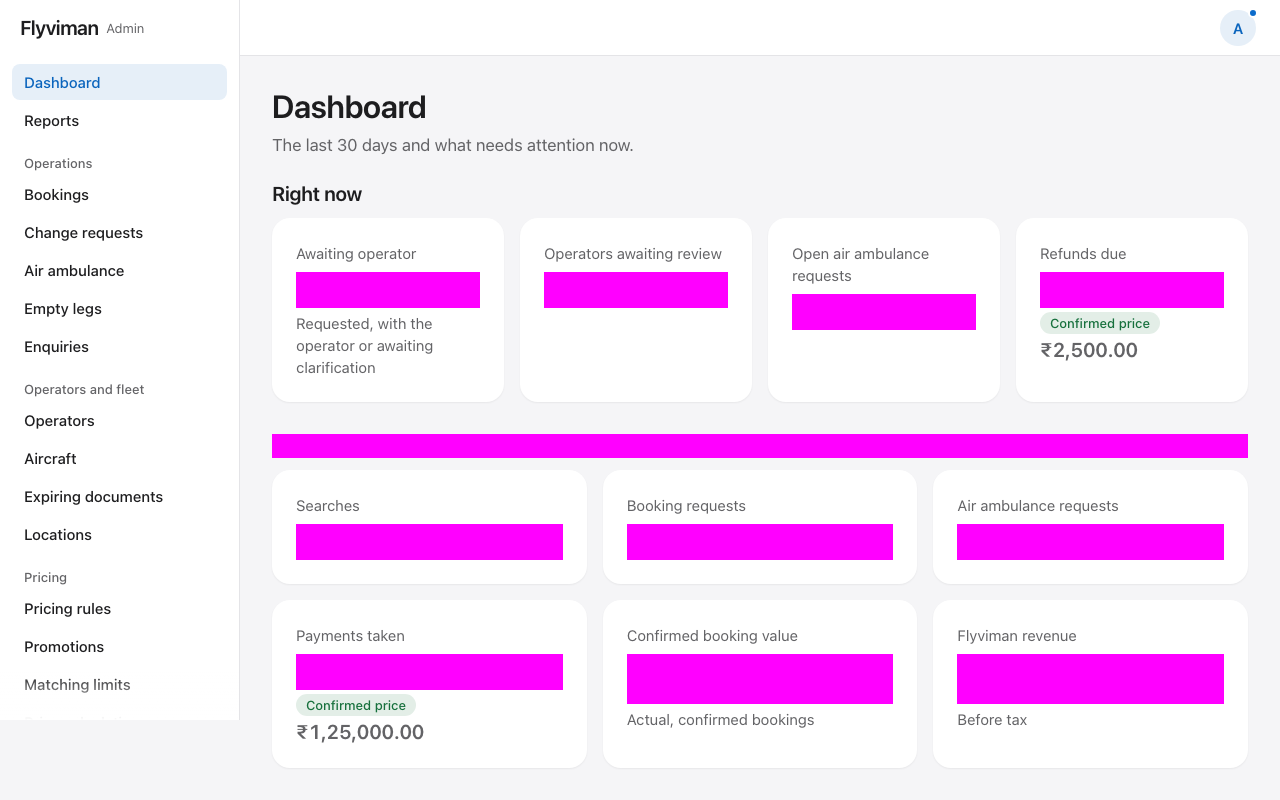 Flyviman Admin
A
Dashboard
Reports
Operations
Bookings
Change requests
Air ambulance
Empty legs
Enquiries
Operators and fleet
Operators
Aircraft
Expiring documents
Locations
Pricing
Pricing rules
Promotions
Matching limits
Dashboard
The last 30 days and what needs attention now.
Right now
Awaiting operator
Requested, with the
operator or awaiting
clarification
Operators awaiting review
Open air ambulance
requests
Refunds due
Confirmed price
₹2,500.00
Searches
Booking requests
Air ambulance requests
Payments taken
Confirmed price
₹1,25,000.00
Confirmed booking value
Actual, confirmed bookings
Flyviman revenue
Before tax